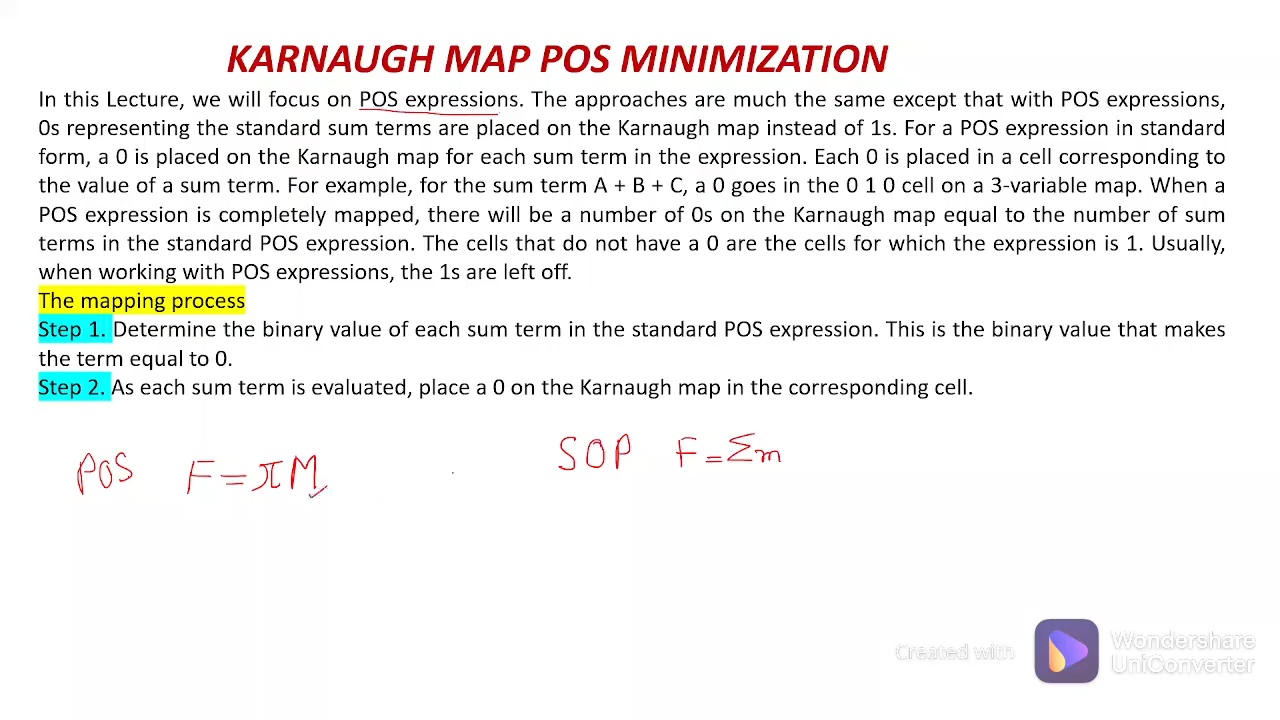 KARNAUGH MAP POS MINIMIZATION
In this Lecture, we will focus on POS expressions. The approaches are much the same except that with POS expressions,
0s representing the standard sum terms are placed on the Karnaugh map instead of 1s. For a POS expression in standard
form, a 0 is placed on the Karnaugh map for each sum term in the expression. Each 0 is placed in a cell corresponding to
the value of a sum term. For example, for the sum term A + B + C, a 0 goes in the 0 1 0 cell on a 3-variable map. When a
POS expression is completely mapped, there will be a number of 0s on the Karnaugh map equal to the number of sum
terms in the standard POS expression. The cells that do not have a 0 are the cells for which the expression is 1. Usually,
when working with POS expressions, the 1s are left off.
The mapping process
Step 1. Determine the binary value of each sum term in the standard POS expression. This is the binary value that makes
the term equal to 0.
Step 2. As each sum term is evaluated, place a 0 on the Karnaugh map in the corresponding cell.
POS F = πM SOP F = Σm
Created with Wondershare
UniConverter